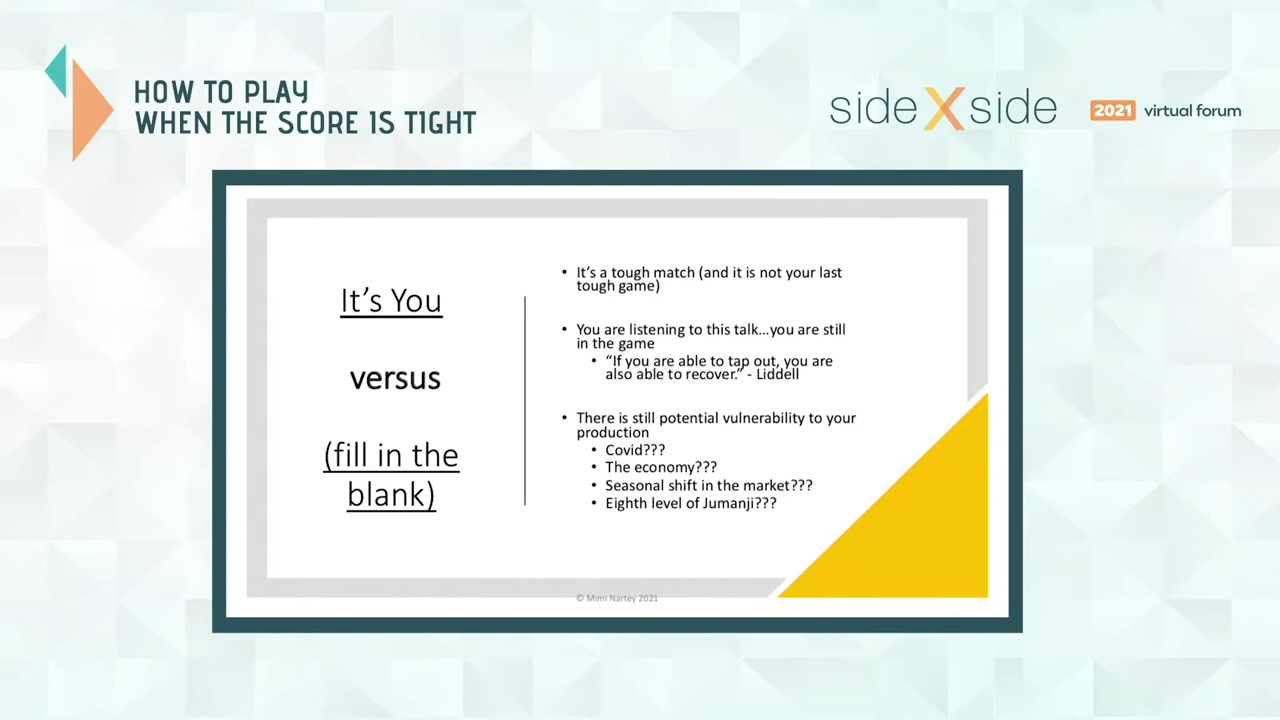 HOW TO PLAY
WHEN THE SCORE IS TIGHT
side X side
2021 virtual forum
It's You
versus
(fill in the
blank)
• It's a tough match (and it is not your last
tough game)
• You are listening to this talk...you are still
in the game
• “If you are able to tap out, you are
also able to recover.” - Liddell
• There is still potential vulnerability to your
production
• Covid???
• The economy???
• Seasonal shift in the market???
• Eighth level of Jumanji???
© Mimi Nartey 2021